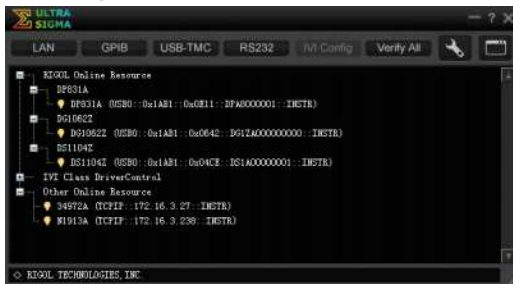 ULTRA
SIGMA
LAN GPIB USB-TMC RS232 IVI Config Verify All
RIGOL Online Resource
DP831A
DP831A (USB0::0x1AB1::0x0E11::DPA0000001::INSTR)
DG1062Z
DG1062Z (USB0::0x1AB1::0x0642::DG1ZA000000000::INSTR)
DS1104Z
DS1104Z (USB0::0x1AB1::0x04CE::DS1A00000001::INSTR)
IVI Class DriverControl
Other Online Resource
34972A (TCPIP::172.16.3.27::INSTR)
N1913A (TCPIP::172.16.3.238::INSTR)
RIGOL TECHNOLOGIES, INC.